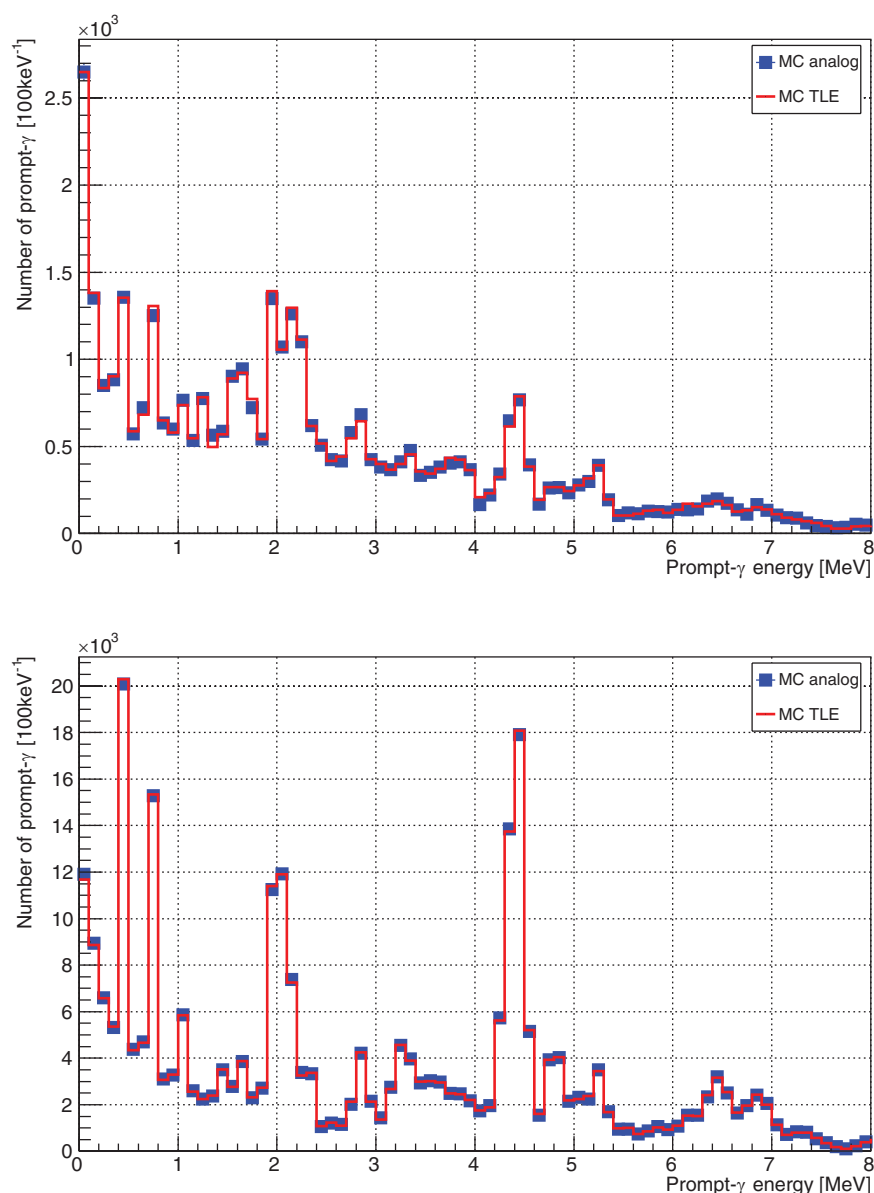 ×10³
Number of prompt-γ [100keV⁻¹]
MC analog
MC TLE
2.5
2
1.5
1
0.5
0
0 1 2 3 4 5 6 7 8
Prompt-γ energy [MeV]
×10³
Number of prompt-γ [100keV⁻¹]
MC analog
MC TLE
20
18
16
14
12
10
8
6
4
2
0
0 1 2 3 4 5 6 7 8
Prompt-γ energy [MeV]